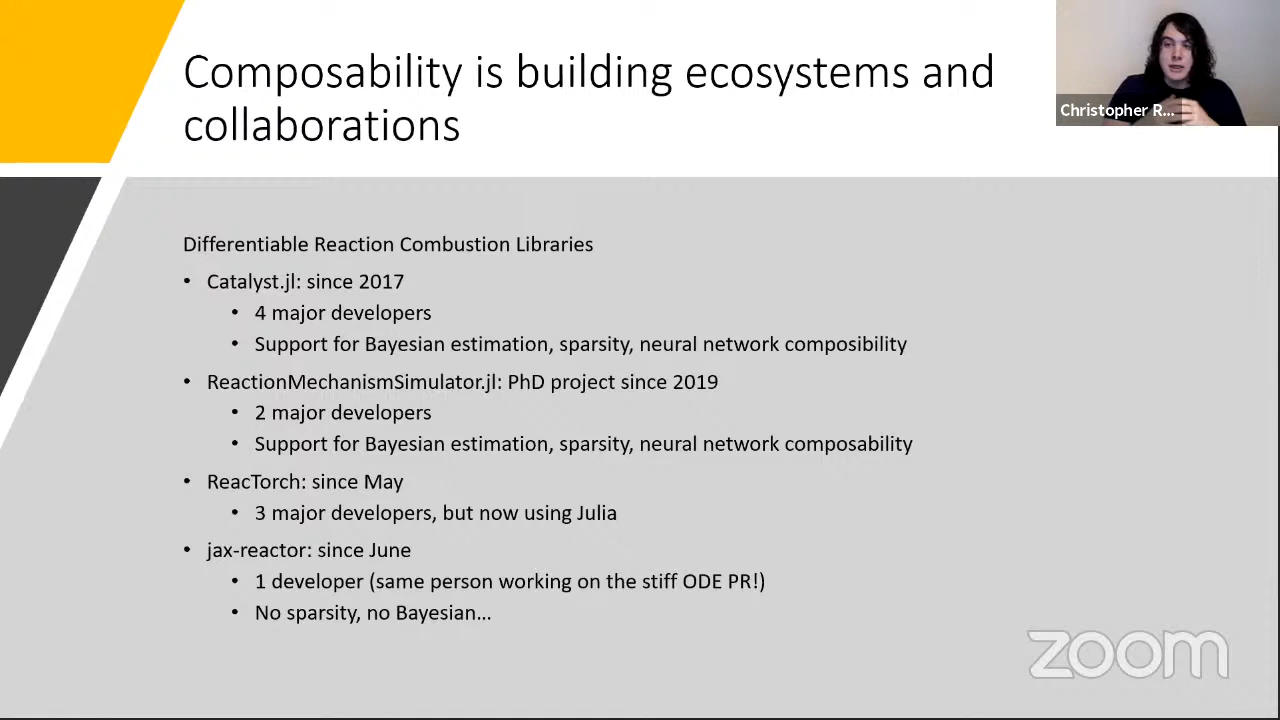 Composability is building ecosystems and
collaborations
Christopher R...
Differentiable Reaction Combustion Libraries
• Catalyst.jl: since 2017
• 4 major developers
• Support for Bayesian estimation, sparsity, neural network composibility
• ReactionMechanismSimulator.jl: PhD project since 2019
• 2 major developers
• Support for Bayesian estimation, sparsity, neural network composability
• ReacTorch: since May
• 3 major developers, but now using Julia
• jax-reactor: since June
• 1 developer (same person working on the stiff ODE PR!)
• No sparsity, no Bayesian...
zoom